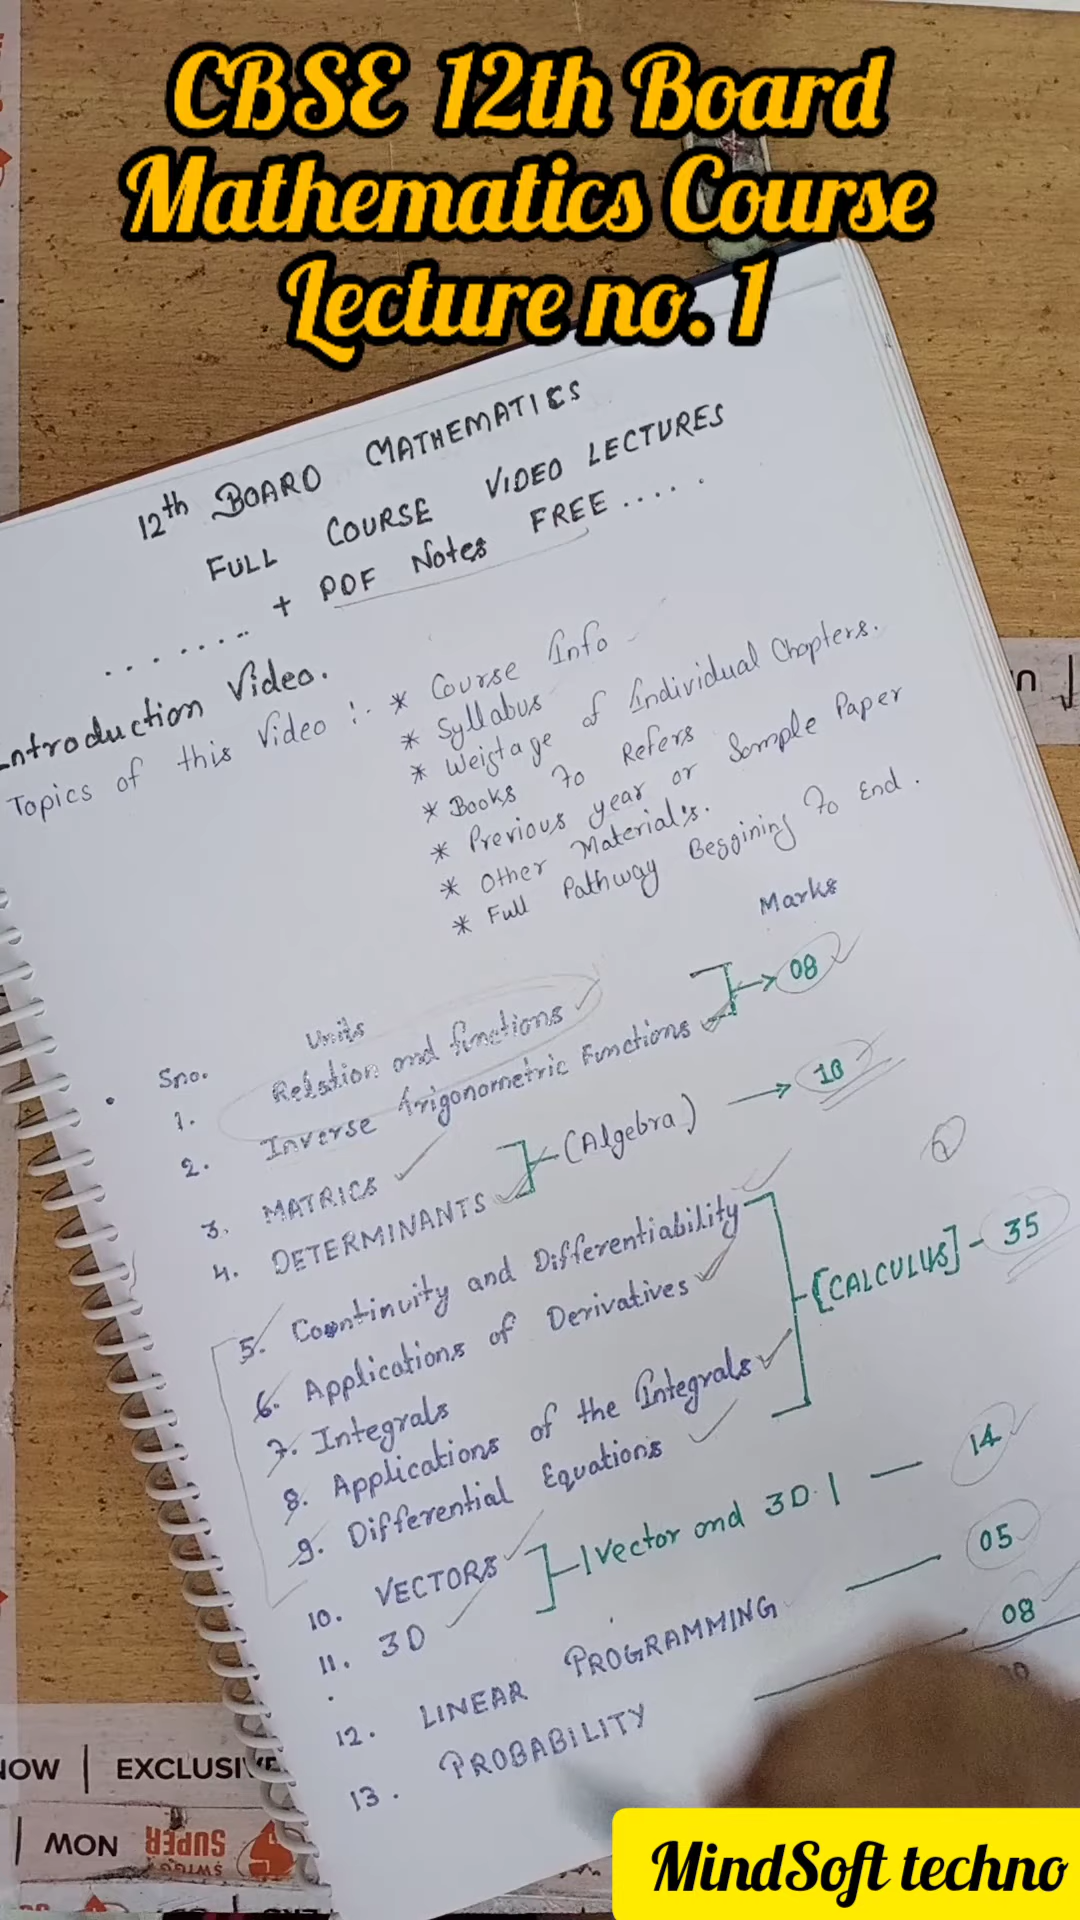 CBSE 12th Board
Mathematics Course
Lecture no. 1
12th BOARD MATHEMATICS
FULL COURSE VIDEO LECTURES
+ PDF Notes FREE .....
Introduction Video.
Topics of this Video :- * Course Info
* Syllabus
* Weigtage of Individual Chapters.
* Books To Refers
* Previous year or Sample Paper
* Other Material's.
* Full Pathway Beggining To End.
Marks
Sno. Units
1. Relation and functions
2. Inverse Trigonometric Functions → 08
3. MATRICS
4. DETERMINANTS (Algebra) → 10
5. Continuity and Differentiability
6. Applications of Derivatives
7. Integrals [CALCULUS] - 35
8. Applications of the Integrals
9. Differential Equations
10. VECTORS
11. 3D |Vector and 3D.| — 14
12. LINEAR PROGRAMMING — 05
13. PROBABILITY — 08
NOW | EXCLUSIVE
NOW
SUPER
MindSoft techno